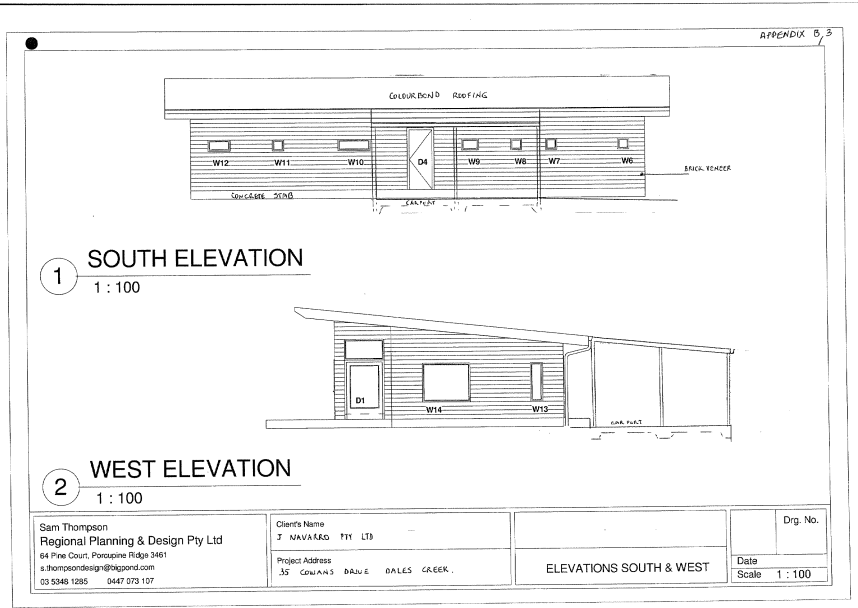 APPENDIX B.3
COLOURBOND ROOFING
W12 W11 W10 D4 W9 W8 W7 W6
BRICK VENEER
CONCRETE SLAB
CARPORT
1 SOUTH ELEVATION
1 : 100
D1 W14 W13
CAR PORT
2 WEST ELEVATION
1 : 100
Sam Thompson
Regional Planning & Design Pty Ltd
64 Pine Court, Porcupine Ridge 3461
s.thompsondesign@bigpond.com
03 5348 1285 0447 073 107
Client's Name
J NAVARRO PTY LTD
Project Address
35 COWANS DRIVE DALES CREEK.
ELEVATIONS SOUTH & WEST
Drg. No.
Date
Scale 1 : 100